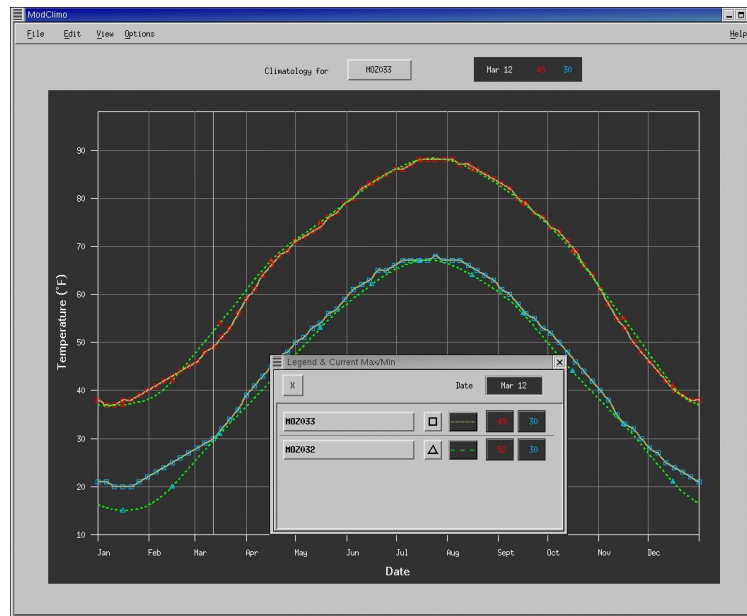 ModClimo
File Edit View Options Help
Climatology for MOZ033 Mar 12 49 30
90
80
70
60
50
40
30
20
10
Temperature (°F)
Jan Feb Mar Apr May Jun Jul Aug Sept Oct Nov Dec
Date
Legend & Current Max/Min
X Date Mar 12
MOZ033 49 30
MOZ032 52 30